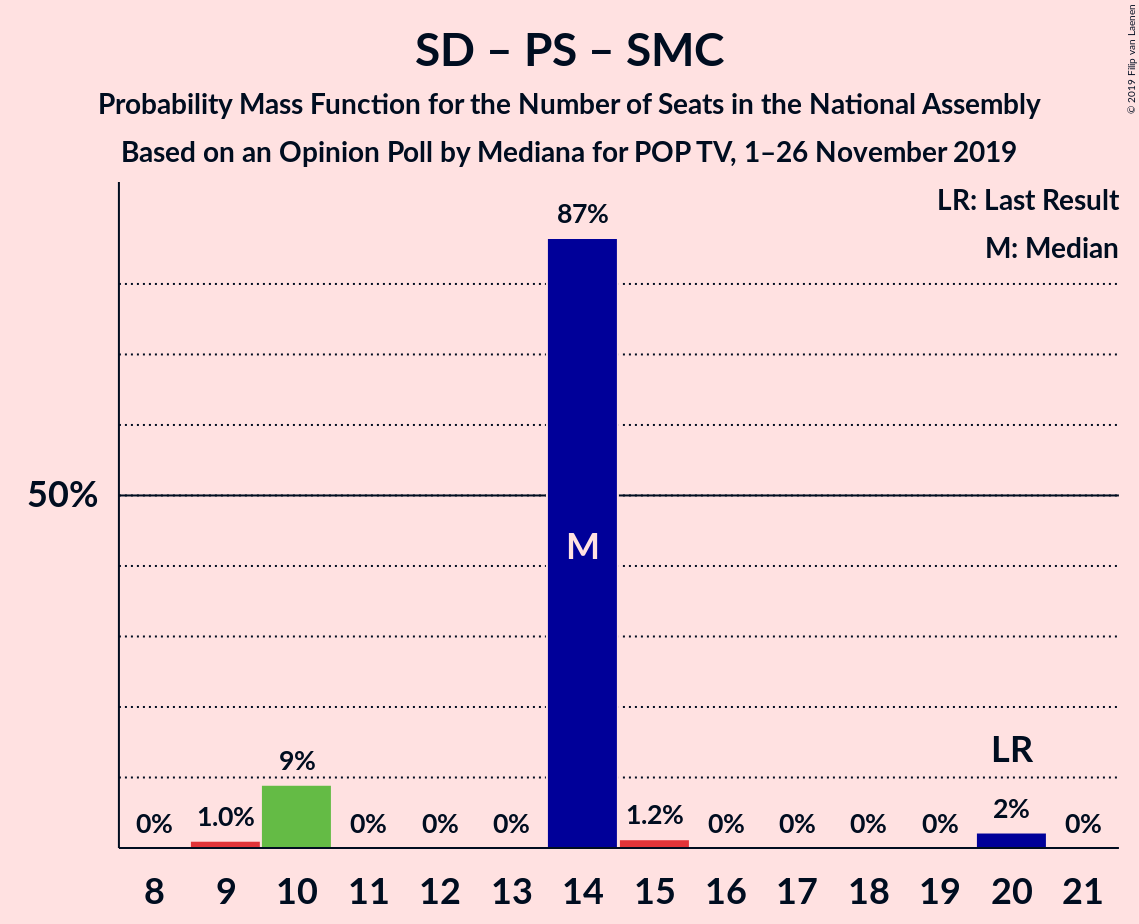 © 2019 Filip van Laenen
SD – PS – SMC
Probability Mass Function for the Number of Seats in the National Assembly
Based on an Opinion Poll by Mediana for POP TV, 1–26 November 2019
LR: Last Result
M: Median
87%
50%
M
LR
9%
0% 1.0% 0% 0% 0% 1.2% 0% 0% 0% 0% 2% 0%
8 9 10 11 12 13 14 15 16 17 18 19 20 21